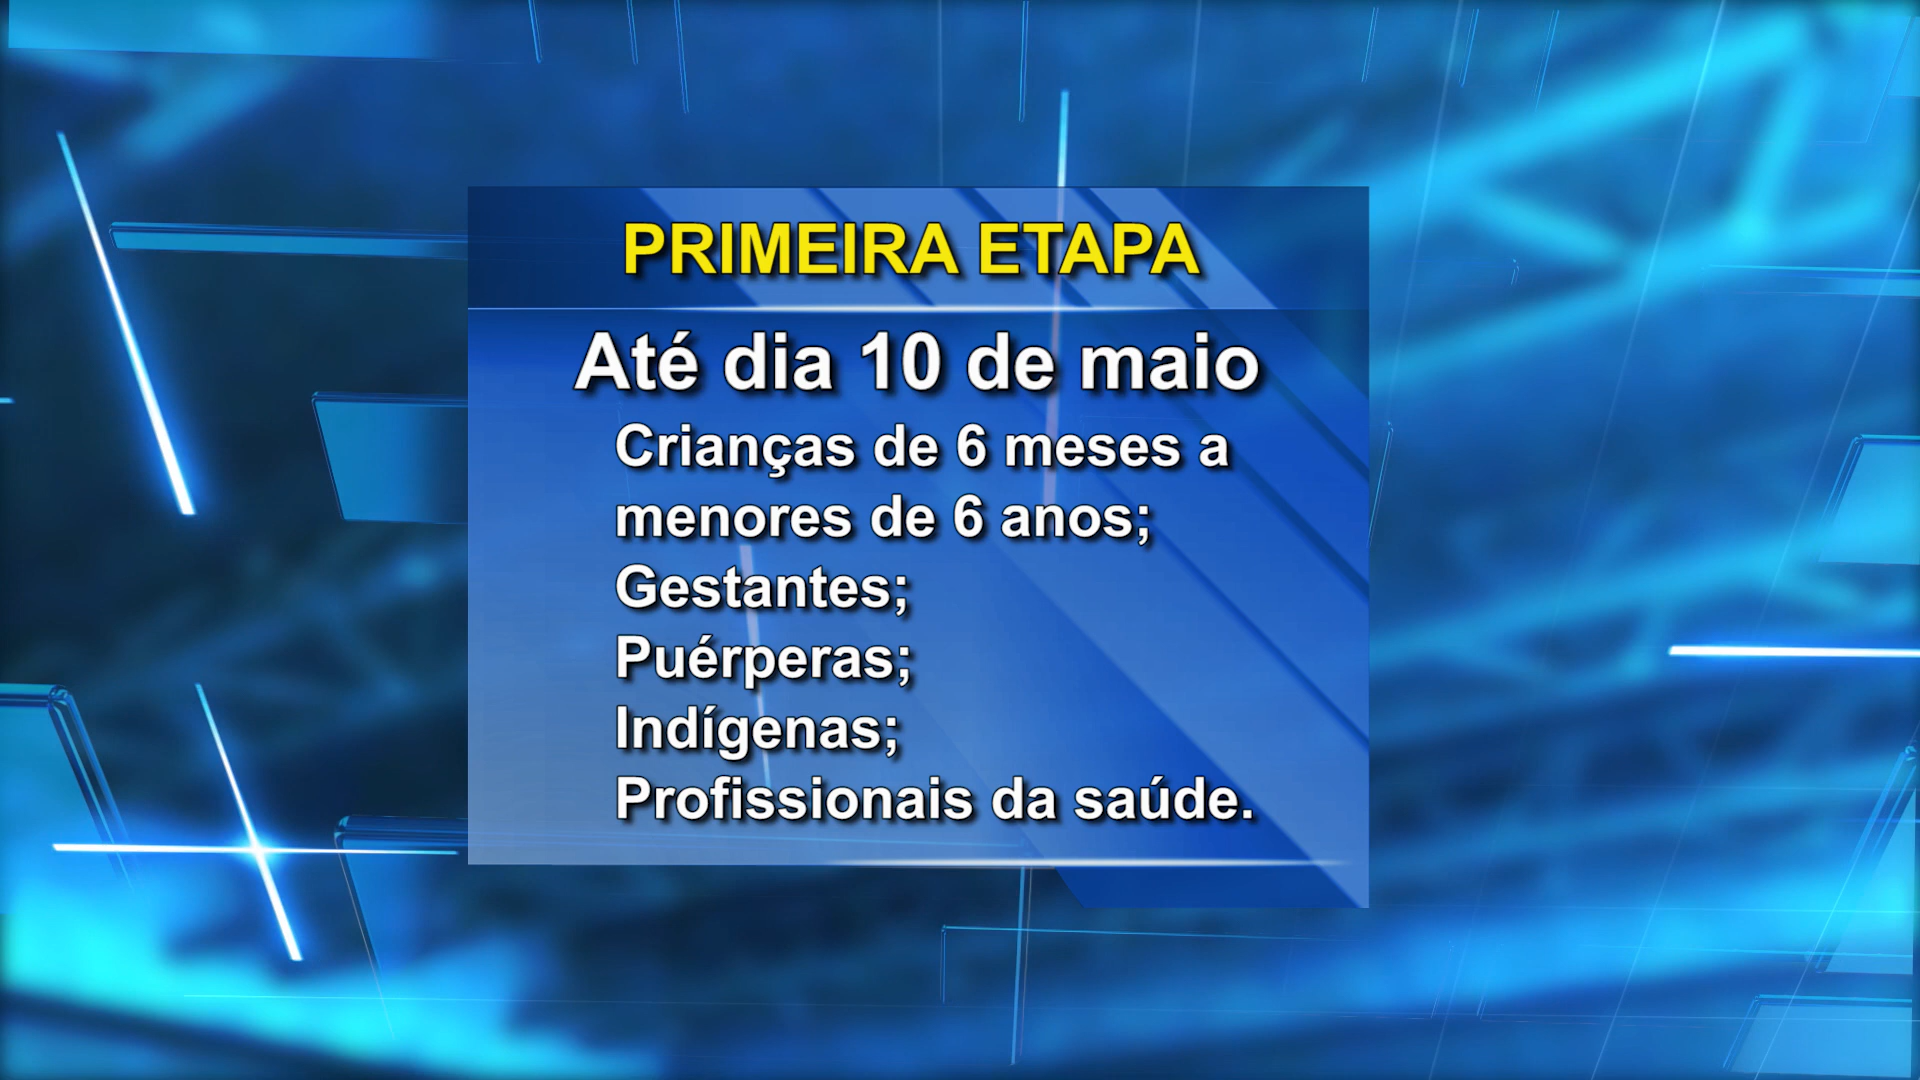 PRIMEIRA ETAPA
Até dia 10 de maio
Crianças de 6 meses a
menores de 6 anos;
Gestantes;
Puérperas;
Indígenas;
Profissionais da saúde.